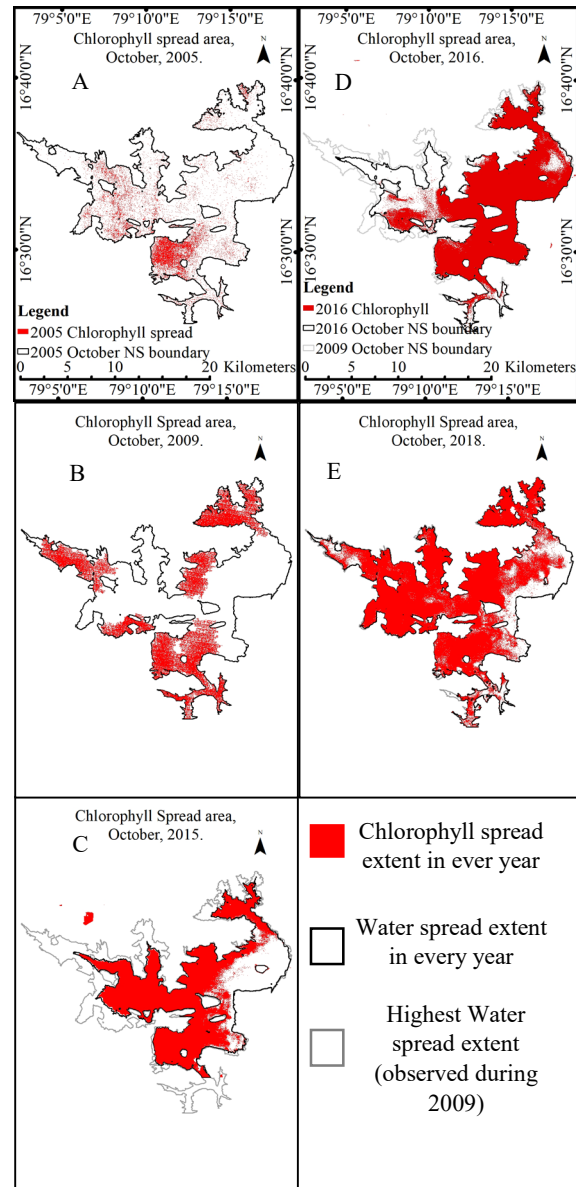 79°5'0"E 79°10'0"E 79°15'0"E
79°5'0"E 79°10'0"E 79°15'0"E
Chlorophyll spread area,
October, 2005.
N
A
16°40'0"N
16°30'0"N
Legend
2005 Chlorophyll spread
2005 October NS boundary
Kilometers
0 5 10 20
79°5'0"E 79°10'0"E 79°15'0"E
Chlorophyll spread area,
October, 2016.
N
D
16°40'0"N
16°30'0"N
Legend
2016 Chlorophyll
2016 October NS boundary
2009 October NS boundary
Kilometers
0 5 10 20
79°5'0"E 79°10'0"E 79°15'0"E
Chlorophyll Spread area,
October, 2009.
N
B
Chlorophyll Spread area,
October, 2018.
N
E
Chlorophyll Spread area,
October, 2015.
N
C
Chlorophyll spread
extent in ever year
Water spread extent
in every year
Highest Water
spread extent
(observed during
2009)